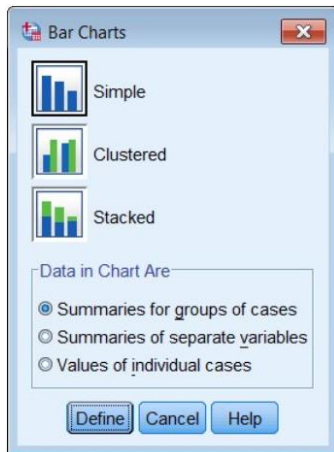 Bar Charts
Simple
Clustered
Stacked
Data in Chart Are
Summaries for groups of cases
Summaries of separate variables
Values of individual cases
Define Cancel Help